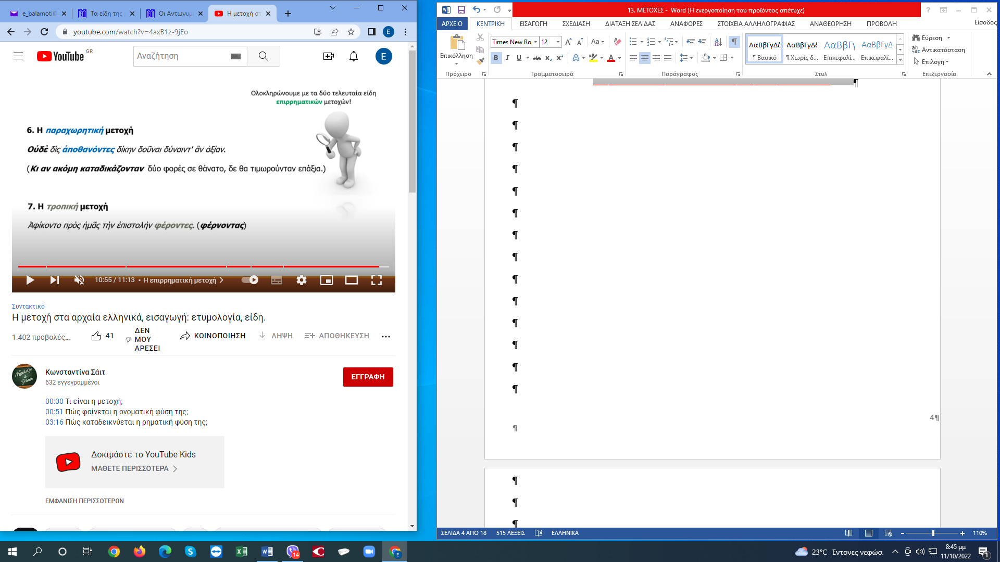 e_balamoti@
Τα είδη της
Οι Αντωνυμ
Η μετοχή στ
youtube.com/watch?v=4axB1z-9jEo
E
YouTube GR
Αναζήτηση
E
Ολοκληρώνουμε με τα δύο τελευταία είδη
επιρρηματικών μετοχών!
6. Η παραχωρητική μετοχή
Οὐδὲ δὶς ἀποθανόντες δίκην δοῦναι δύναιντ' ἂν ἀξίαν.
(Κι αν ακόμη καταδικάζονταν δύο φορές σε θάνατο, δε θα τιμωρούνταν επάξια.)
7. Η τροπική μετοχή
Ἀφίκοντο πρὸς ἡμᾶς τὴν ἐπιστολὴν φέροντες. (φέρνοντας)
10:55 / 11:13 • Η επιρρηματική μετοχή
Συντακτικό
Η μετοχή στα αρχαία ελληνικά, εισαγωγή: ετυμολογία, είδη.
1.402 προβολές...
41
ΔΕΝ ΜΟΥ ΑΡΕΣΕΙ
ΚΟΙΝΟΠΟΙΗΣΗ
ΛΗΨΗ
ΑΠΟΘΗΚΕΥΣΗ
Knowledge is Power
Κωνσταντίνα Σάιτ
632 εγγεγραμμένοι
ΕΓΓΡΑΦΗ
00:00 Τι είναι η μετοχή;
00:51 Πώς φαίνεται η ονοματική φύση της;
03:16 Πώς καταδεικνύεται η ρηματική φύση της;
Δοκιμάστε το YouTube Kids
ΜΑΘΕΤΕ ΠΕΡΙΣΣΟΤΕΡΑ
ΕΜΦΑΝΙΣΗ ΠΕΡΙΣΣΟΤΕΡΩΝ
13. ΜΕΤΟΧΕΣ - Word (Η ενεργοποίηση του προϊόντος απέτυχε)
ΑΡΧΕΙΟ ΚΕΝΤΡΙΚΗ ΕΙΣΑΓΩΓΗ ΣΧΕΔΙΑΣΗ ΔΙΑΤΑΞΗ ΣΕΛΙΔΑΣ ΑΝΑΦΟΡΕΣ ΣΤΟΙΧΕΙΑ ΑΛΛΗΛΟΓΡΑΦΙΑΣ ΑΝΑΘΕΩΡΗΣΗ ΠΡΟΒΟΛΗ Είσοδος
Επικόλληση
Times New Ro 12
ΑαΒβΓγΔδ ΑαΒβΓγΔδ ΑαΒβΓγ ΑαΒβΓγΔ
¶ Βασικό ¶ Χωρίς δ... Επικεφαλί... Επικεφαλί...
Εύρεση
Αντικατάσταση
Επιλογή
Πρόχειρο Γραμματοσειρά Παράγραφος Στυλ Επεξεργασία
4¶
ΣΕΛΙΔΑ 4 ΑΠΟ 18 515 ΛΕΞΕΙΣ ΕΛΛΗΝΙΚΑ 110%
14
23°C Έντονες νεφώσ.
8:45 μμ
11/10/2022
1